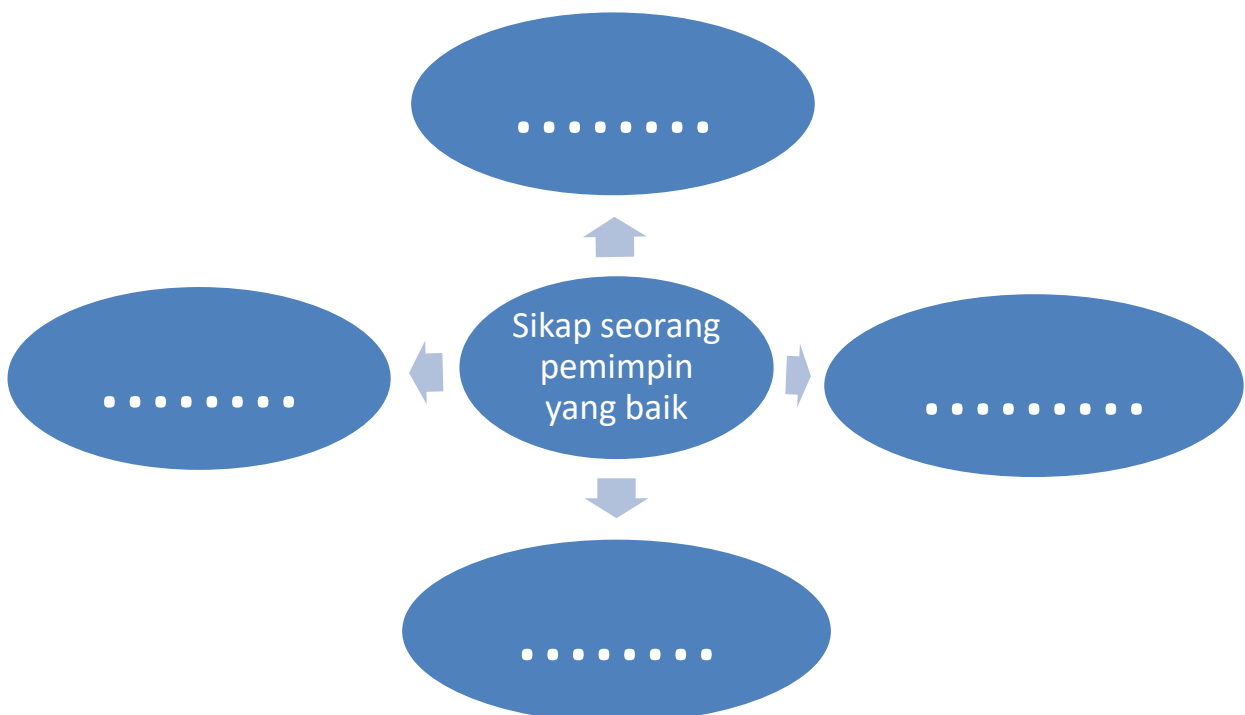 ........
Sikap seorang
pemimpin
yang baik
........
.........
........